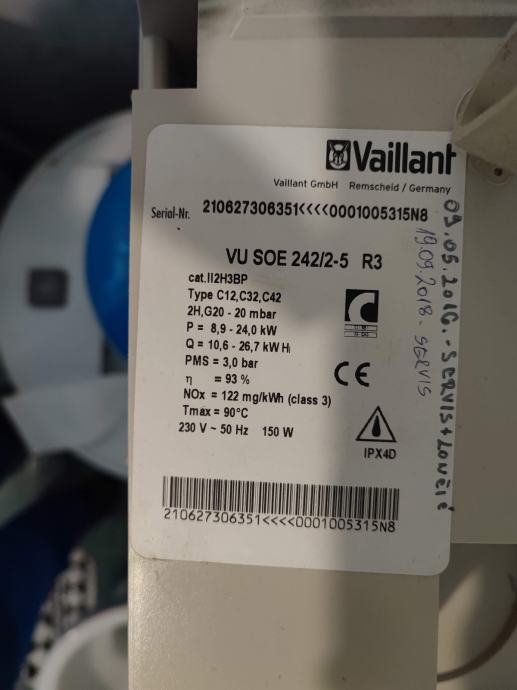 Vaillant
Vaillant GmbH Remscheid / Germany
Serial-Nr. 210627306351<<<<0001005315N8
VU SOE 242/2-5 R3
cat.II2H3BP
Type C12,C32,C42
2H,G20 - 20 mbar
P = 8,9 - 24,0 kW
Q = 10,6 - 26,7 kW Hi
PMS = 3,0 bar
η = 93 %
NOx = 122 mg/kWh (class 3)
Tmax = 90°C
230 V ~ 50 Hz 150 W
CE
IPX4D
210627306351<<<<0001005315N8
09.05.2016.-SERVIS+LONČIĆ
19.09.2018. SERVIS